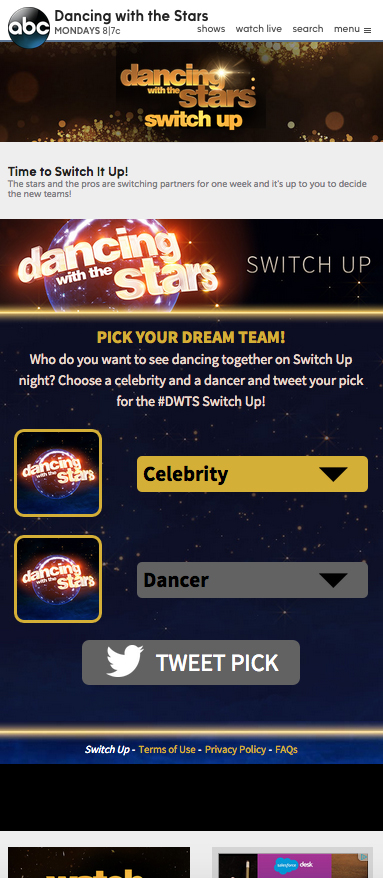 abc
Dancing with the Stars
MONDAYS 8|7c
shows watch live search menu
dancing
with the
stars
switch up
Time to Switch It Up!
The stars and the pros are switching partners for one week and it's up to you to decide
the new teams!
dancing
with the
stars
SWITCH UP
PICK YOUR DREAM TEAM!
Who do you want to see dancing together on Switch Up
night? Choose a celebrity and a dancer and tweet your pick
for the #DWTS Switch Up!
dancing
with the
stars
Celebrity
dancing
with the
stars
Dancer
TWEET PICK
Switch Up - Terms of Use - Privacy Policy - FAQs
watch
salesforce desk